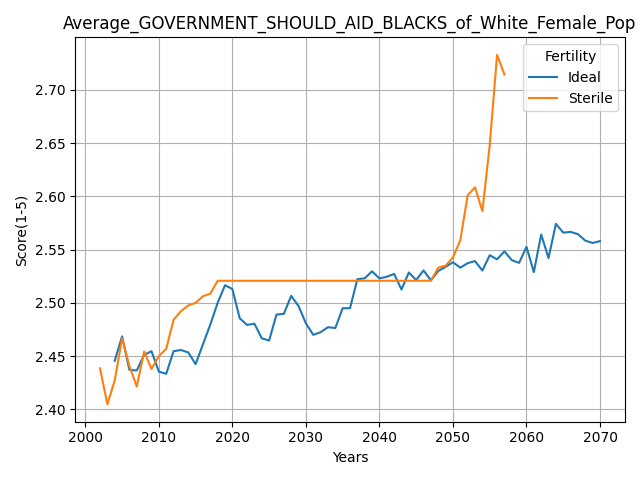 Average_GOVERNMENT_SHOULD_AID_BLACKS_of_White_Female_Pop
Fertility
Ideal
Sterile
Score(1-5)
2.70
2.65
2.60
2.55
2.50
2.45
2.40
2000 2010 2020 2030 2040 2050 2060 2070
Years